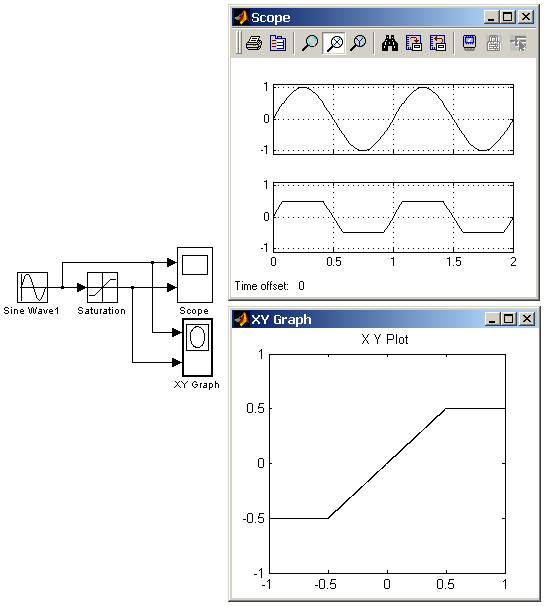 Scope
1
0
-1
1
0
-1
0 0.5 1 1.5 2
Time offset: 0
Sine Wave1
Saturation
Scope
XY Graph
XY Graph
X Y Plot
1
0.5
0
-0.5
-1
-1 -0.5 0 0.5 1